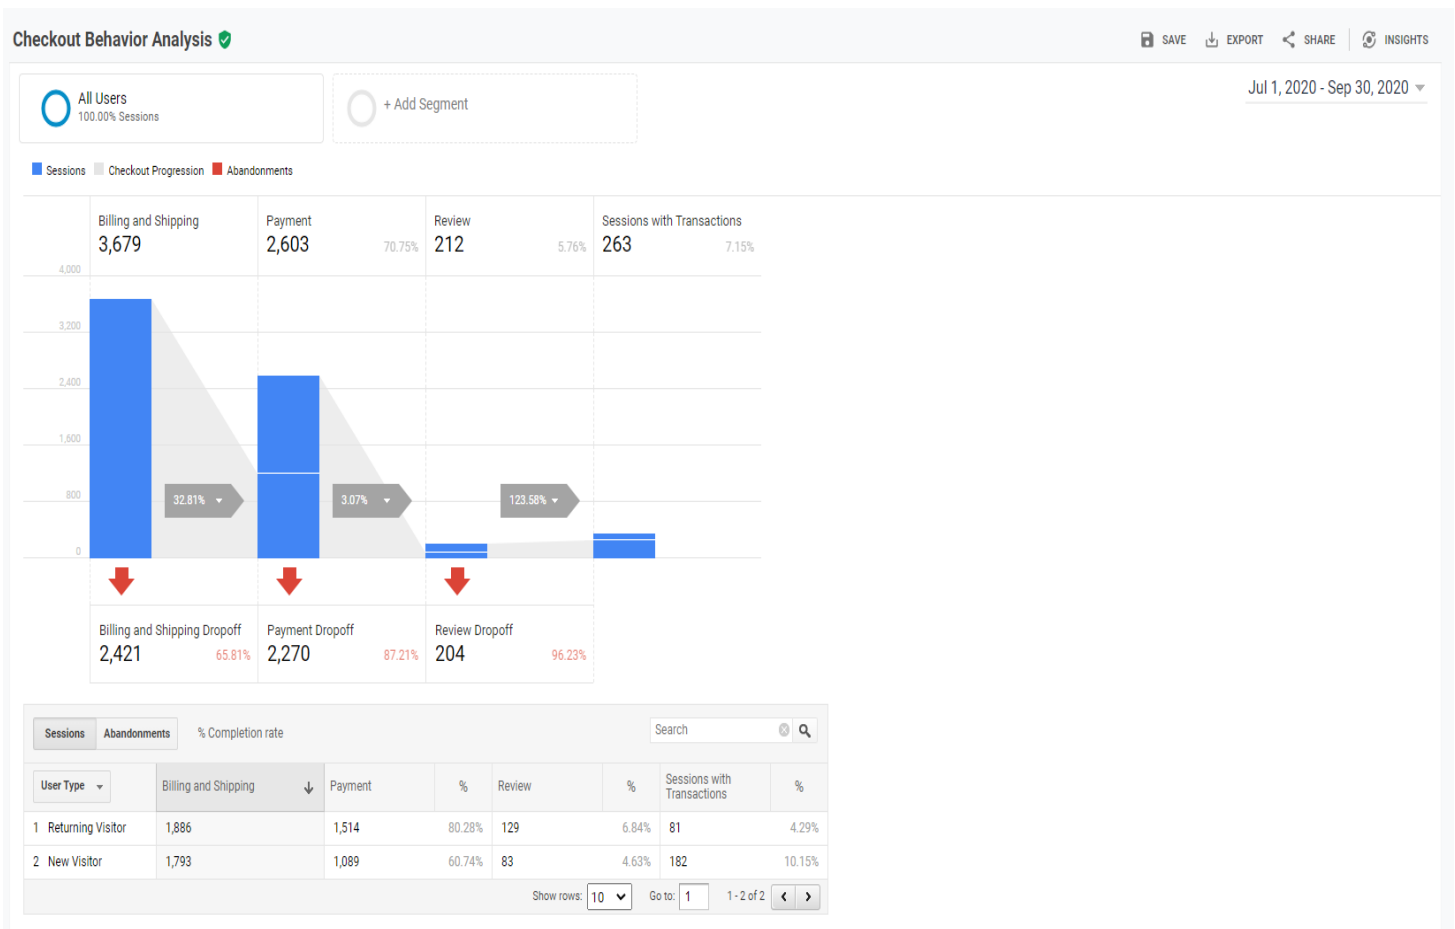 Checkout Behavior Analysis
SAVE EXPORT SHARE INSIGHTS
All Users
100.00% Sessions
+ Add Segment
Jul 1, 2020 - Sep 30, 2020
Sessions Checkout Progression Abandonments
Billing and Shipping Payment Review Sessions with Transactions
3,679 2,603 70.75% 212 5.76% 263 7.15%
4,000
3,200
2,400
1,600
800
0
32.81% 3.07% 123.58%
Billing and Shipping Dropoff Payment Dropoff Review Dropoff
2,421 65.81% 2,270 87.21% 204 96.23%
Sessions Abandonments % Completion rate Search
User Type Billing and Shipping Payment % Review % Sessions with Transactions %
1 Returning Visitor 1,886 1,514 80.28% 129 6.84% 81 4.29%
2 New Visitor 1,793 1,089 60.74% 83 4.63% 182 10.15%
Show rows: 10 Go to: 1 1 - 2 of 2